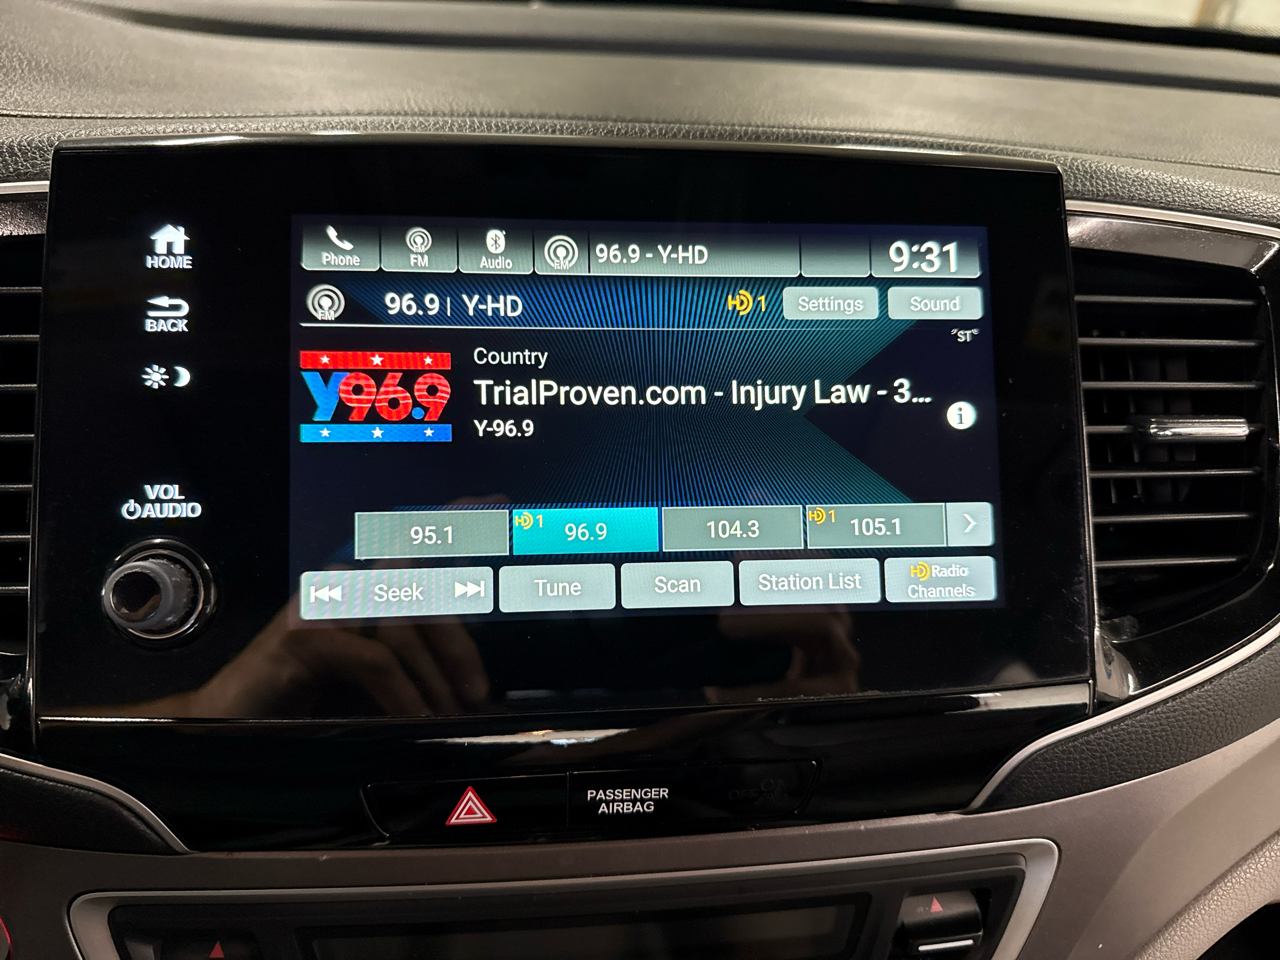 Phone
FM
Audio
96.9 - Y-HD
9:31
HOME
BACK
FM
96.9 | Y-HD
HD 1
Settings
Sound
"ST"
Y96.9
Country
TrialProven.com - Injury Law - 3...
Y-96.9
i
VOL
AUDIO
95.1
HD 1
96.9
104.3
HD 1
105.1
Seek
Tune
Scan
Station List
HD Radio
Channels
PASSENGER
AIRBAG